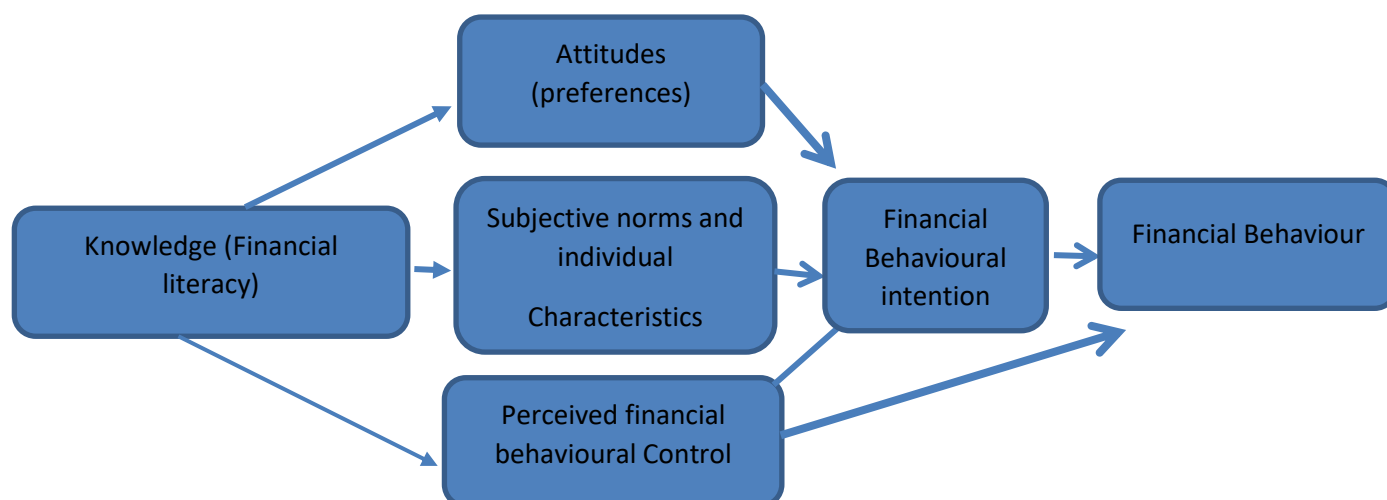 Attitudes
(preferences)
Knowledge (Financial
literacy)
Subjective norms and
individual
Characteristics
Financial
Behavioural
intention
Financial Behaviour
Perceived financial
behavioural Control